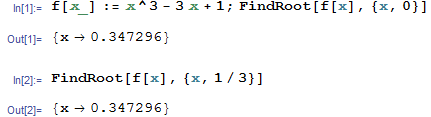 In[1]:= f[x_] := x^3 - 3 x + 1; FindRoot[f[x], {x, 0}]
Out[1]= {x → 0.347296}
In[2]:= FindRoot[f[x], {x, 1 / 3}]
Out[2]= {x → 0.347296}